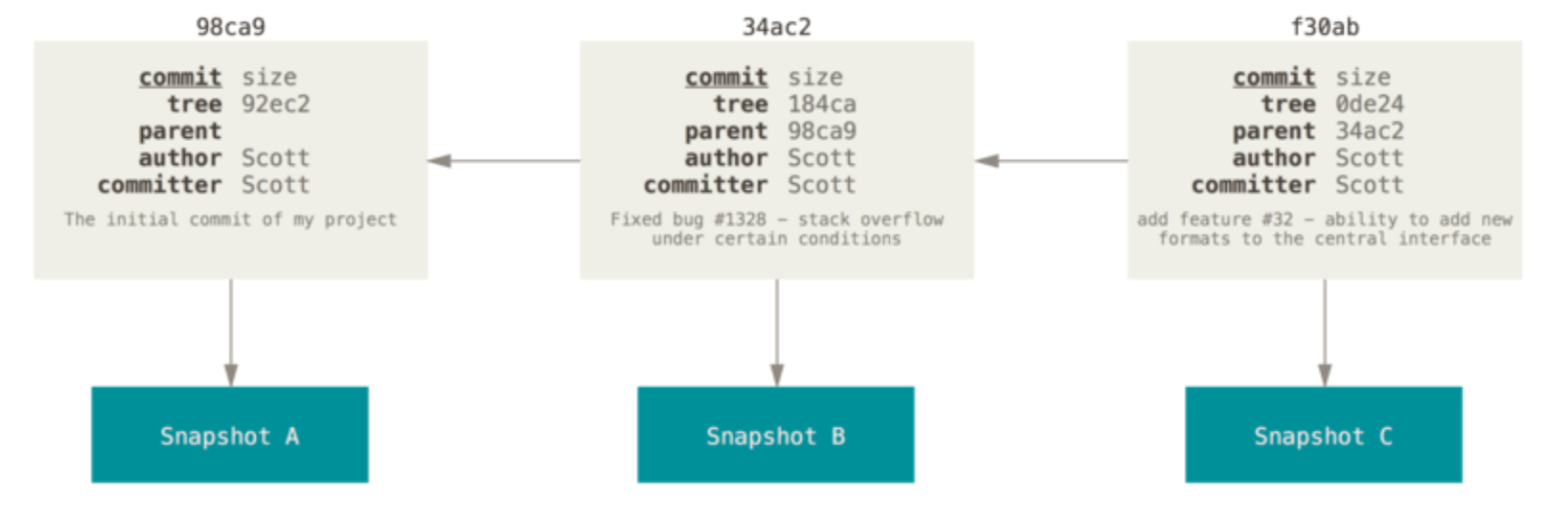 98ca9
commit size
tree 92ec2
parent
author Scott
committer Scott
The initial commit of my project
Snapshot A
34ac2
commit size
tree 184ca
parent 98ca9
author Scott
committer Scott
Fixed bug #1328 – stack overflow
under certain conditions
Snapshot B
f30ab
commit size
tree 0de24
parent 34ac2
author Scott
committer Scott
add feature #32 – ability to add new
formats to the central interface
Snapshot C